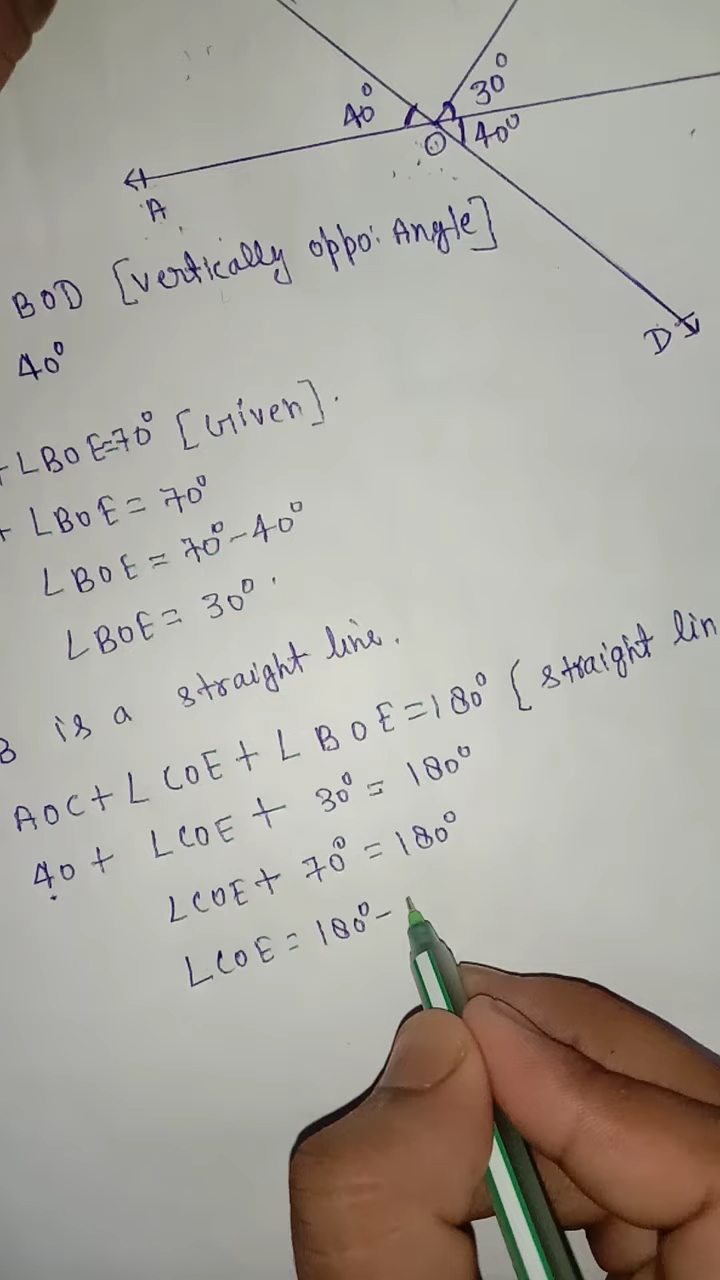 40° 30°
O 40°
A
D
BOD [vertically oppo: Angle]
40°
+ LBOE=70° [Given].
+ LBOE = 70°
LBOE = 70° - 40°
LBOE = 30°.
B is a straight line.
AOC + LCOE + LBOE = 180° [straight lin
40 + LCOE + 30° = 180°
LCOE + 70° = 180°
LCOE = 180° -